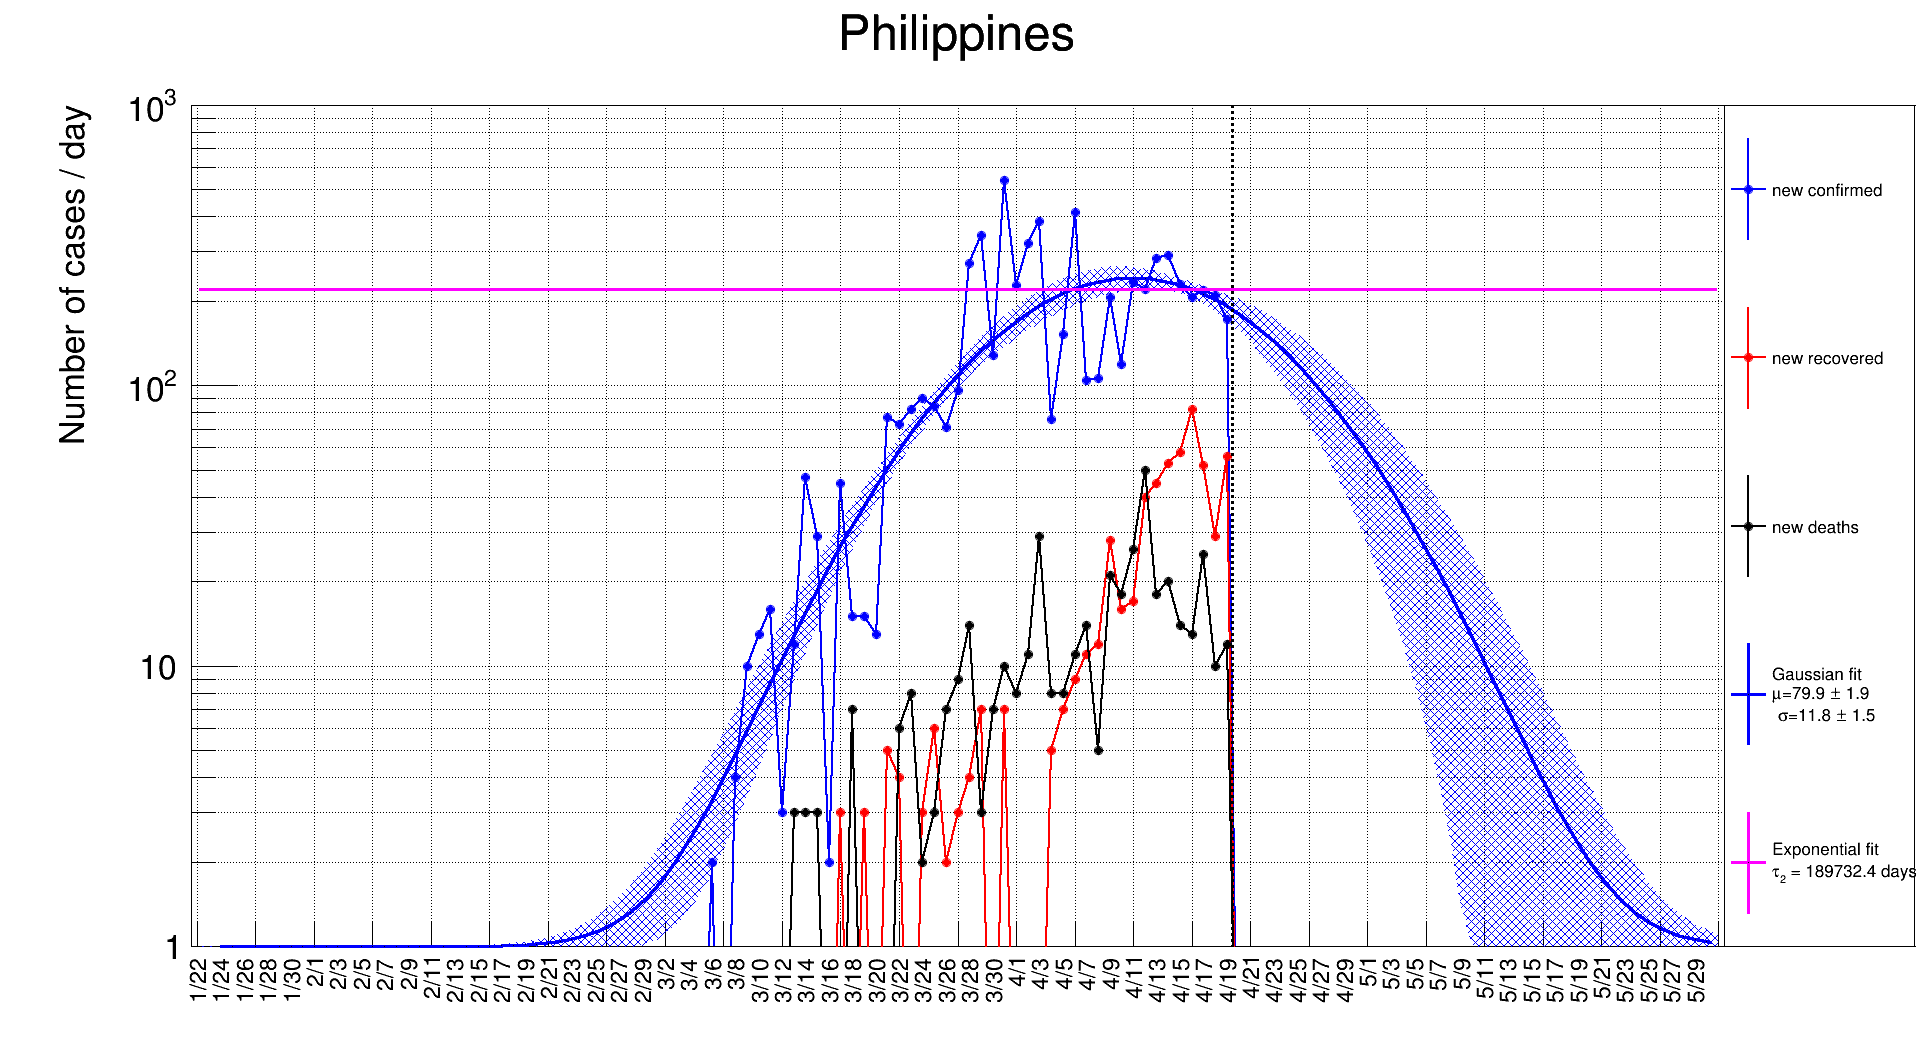 Philippines
Number of cases / day
10³
10²
10
1
1/22 1/24 1/26 1/28 1/30 2/1 2/3 2/5 2/7 2/9 2/11 2/13 2/15 2/17 2/19 2/21 2/23 2/25 2/27 2/29 3/2 3/4 3/6 3/8 3/10 3/12 3/14 3/16 3/18 3/20 3/22 3/24 3/26 3/28 3/30 4/1 4/3 4/5 4/7 4/9 4/11 4/13 4/15 4/17 4/19 4/21 4/23 4/25 4/27 4/29 5/1 5/3 5/5 5/7 5/9 5/11 5/13 5/15 5/17 5/19 5/21 5/23 5/25 5/27 5/29
new confirmed
new recovered
new deaths
Gaussian fit
μ=79.9 ± 1.9
σ=11.8 ± 1.5
Exponential fit
τ₂ = 189732.4 days